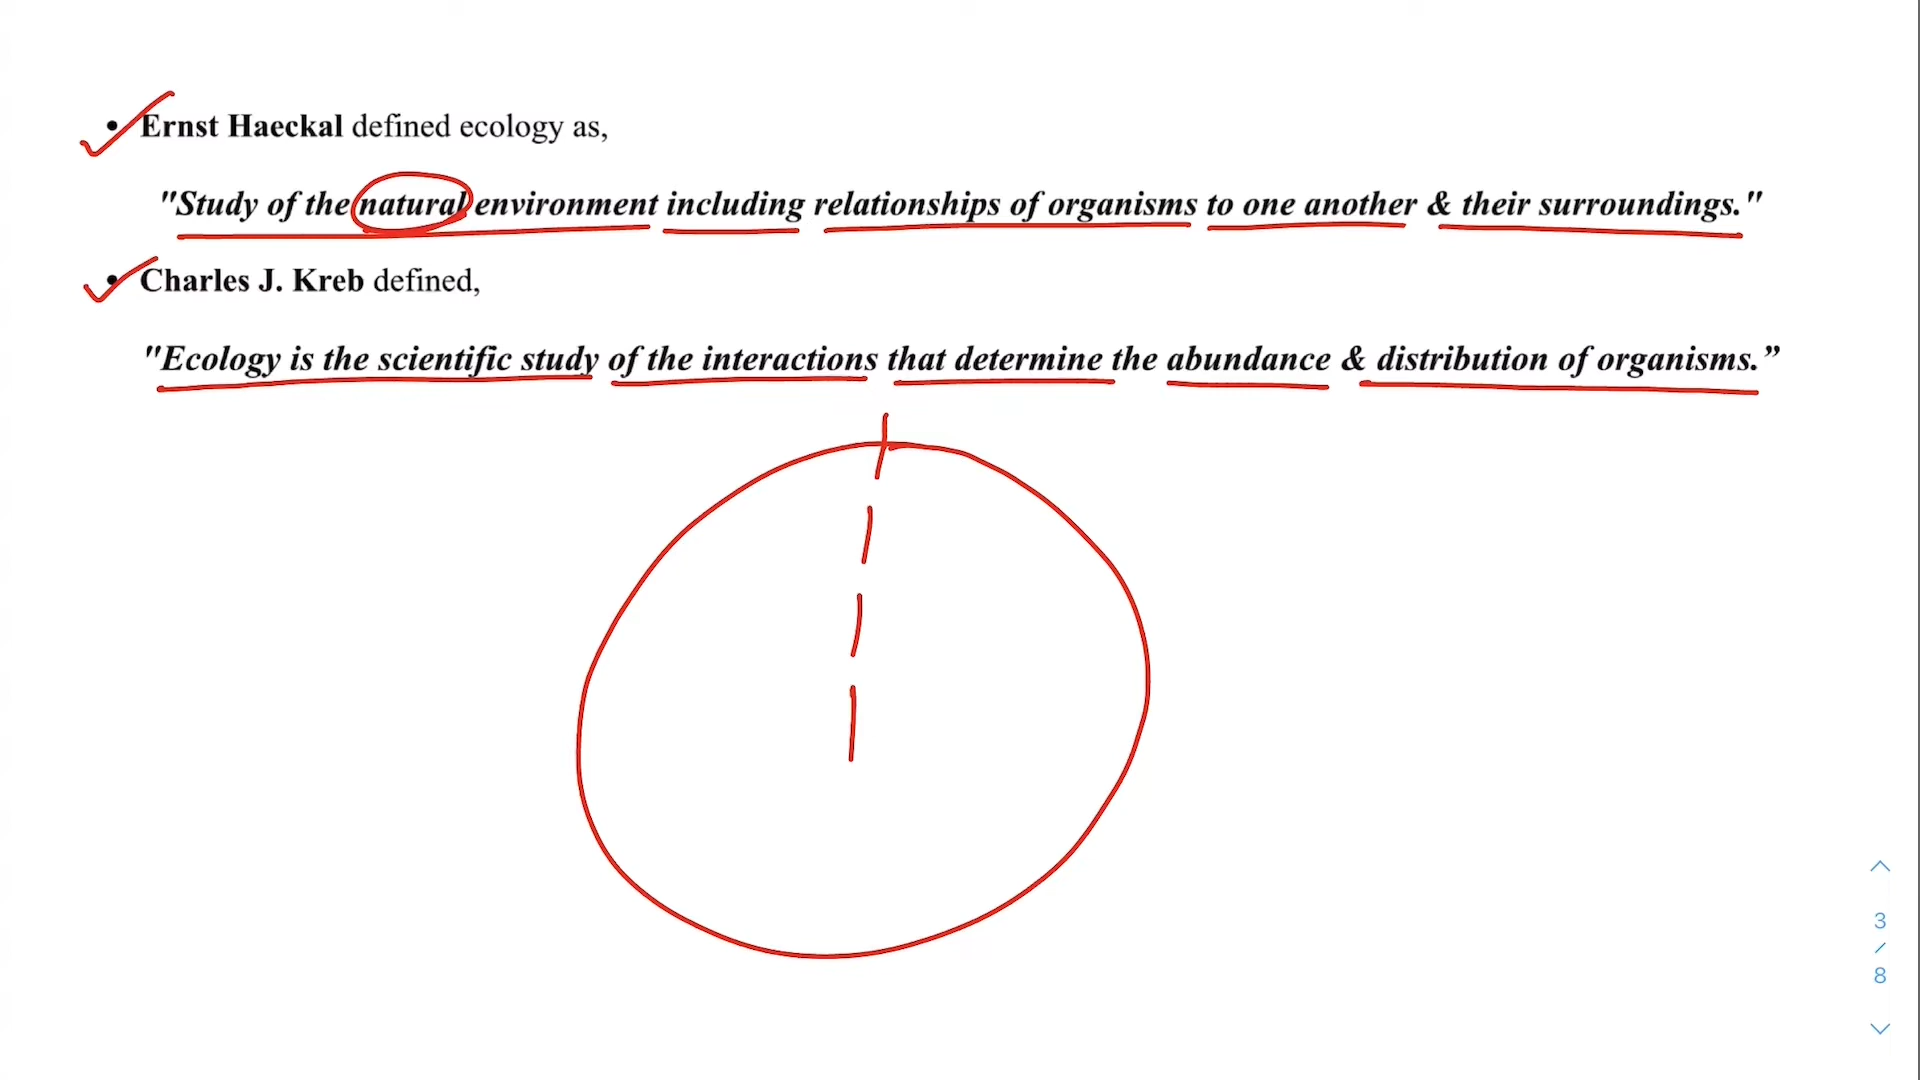 • Ernst Haeckal defined ecology as,
"Study of the natural environment including relationships of organisms to one another & their surroundings."
• Charles J. Kreb defined,
"Ecology is the scientific study of the interactions that determine the abundance & distribution of organisms.”
3
/
8